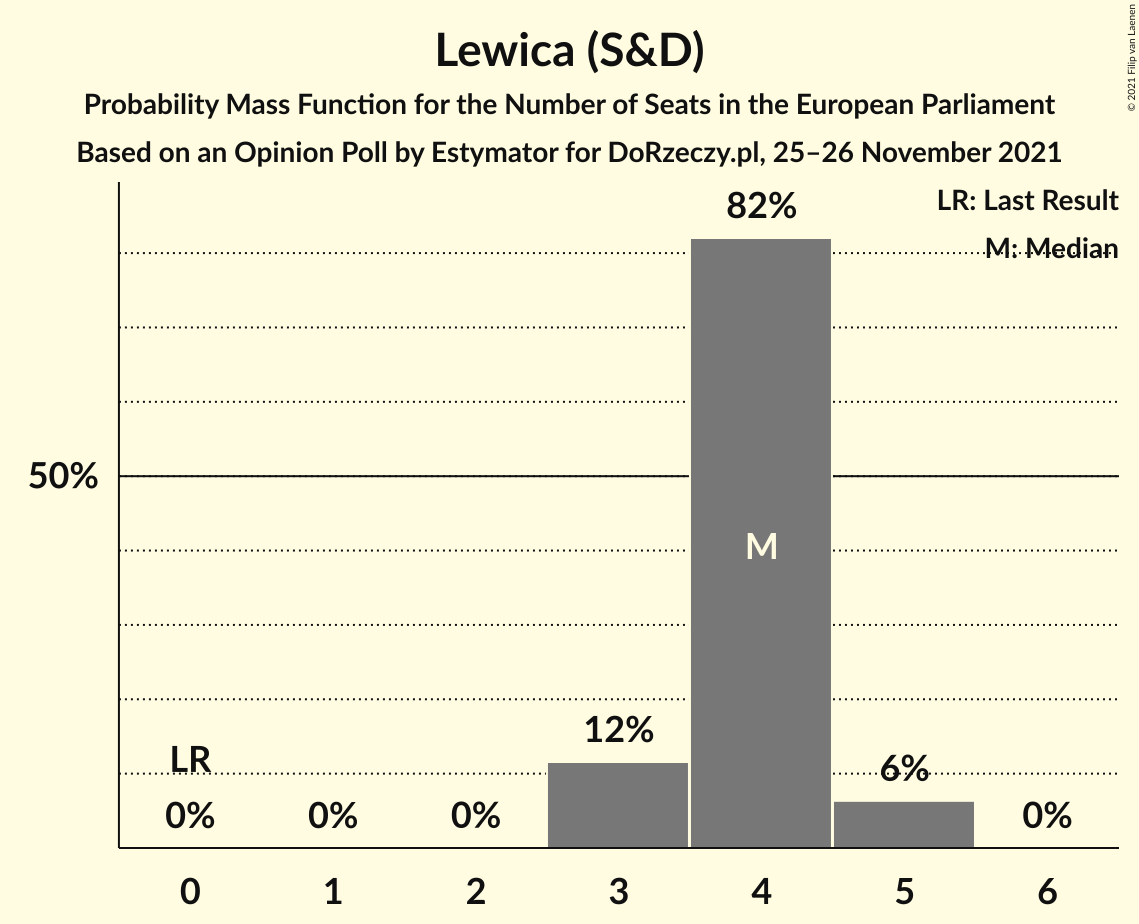 Lewica (S&D)
Probability Mass Function for the Number of Seats in the European Parliament
Based on an Opinion Poll by Estymator for DoRzeczy.pl, 25–26 November 2021
© 2021 Filip van Laenen
LR: Last Result
M: Median
82%
50%
M
12%
LR
6%
0% 0% 0% 0%
0 1 2 3 4 5 6